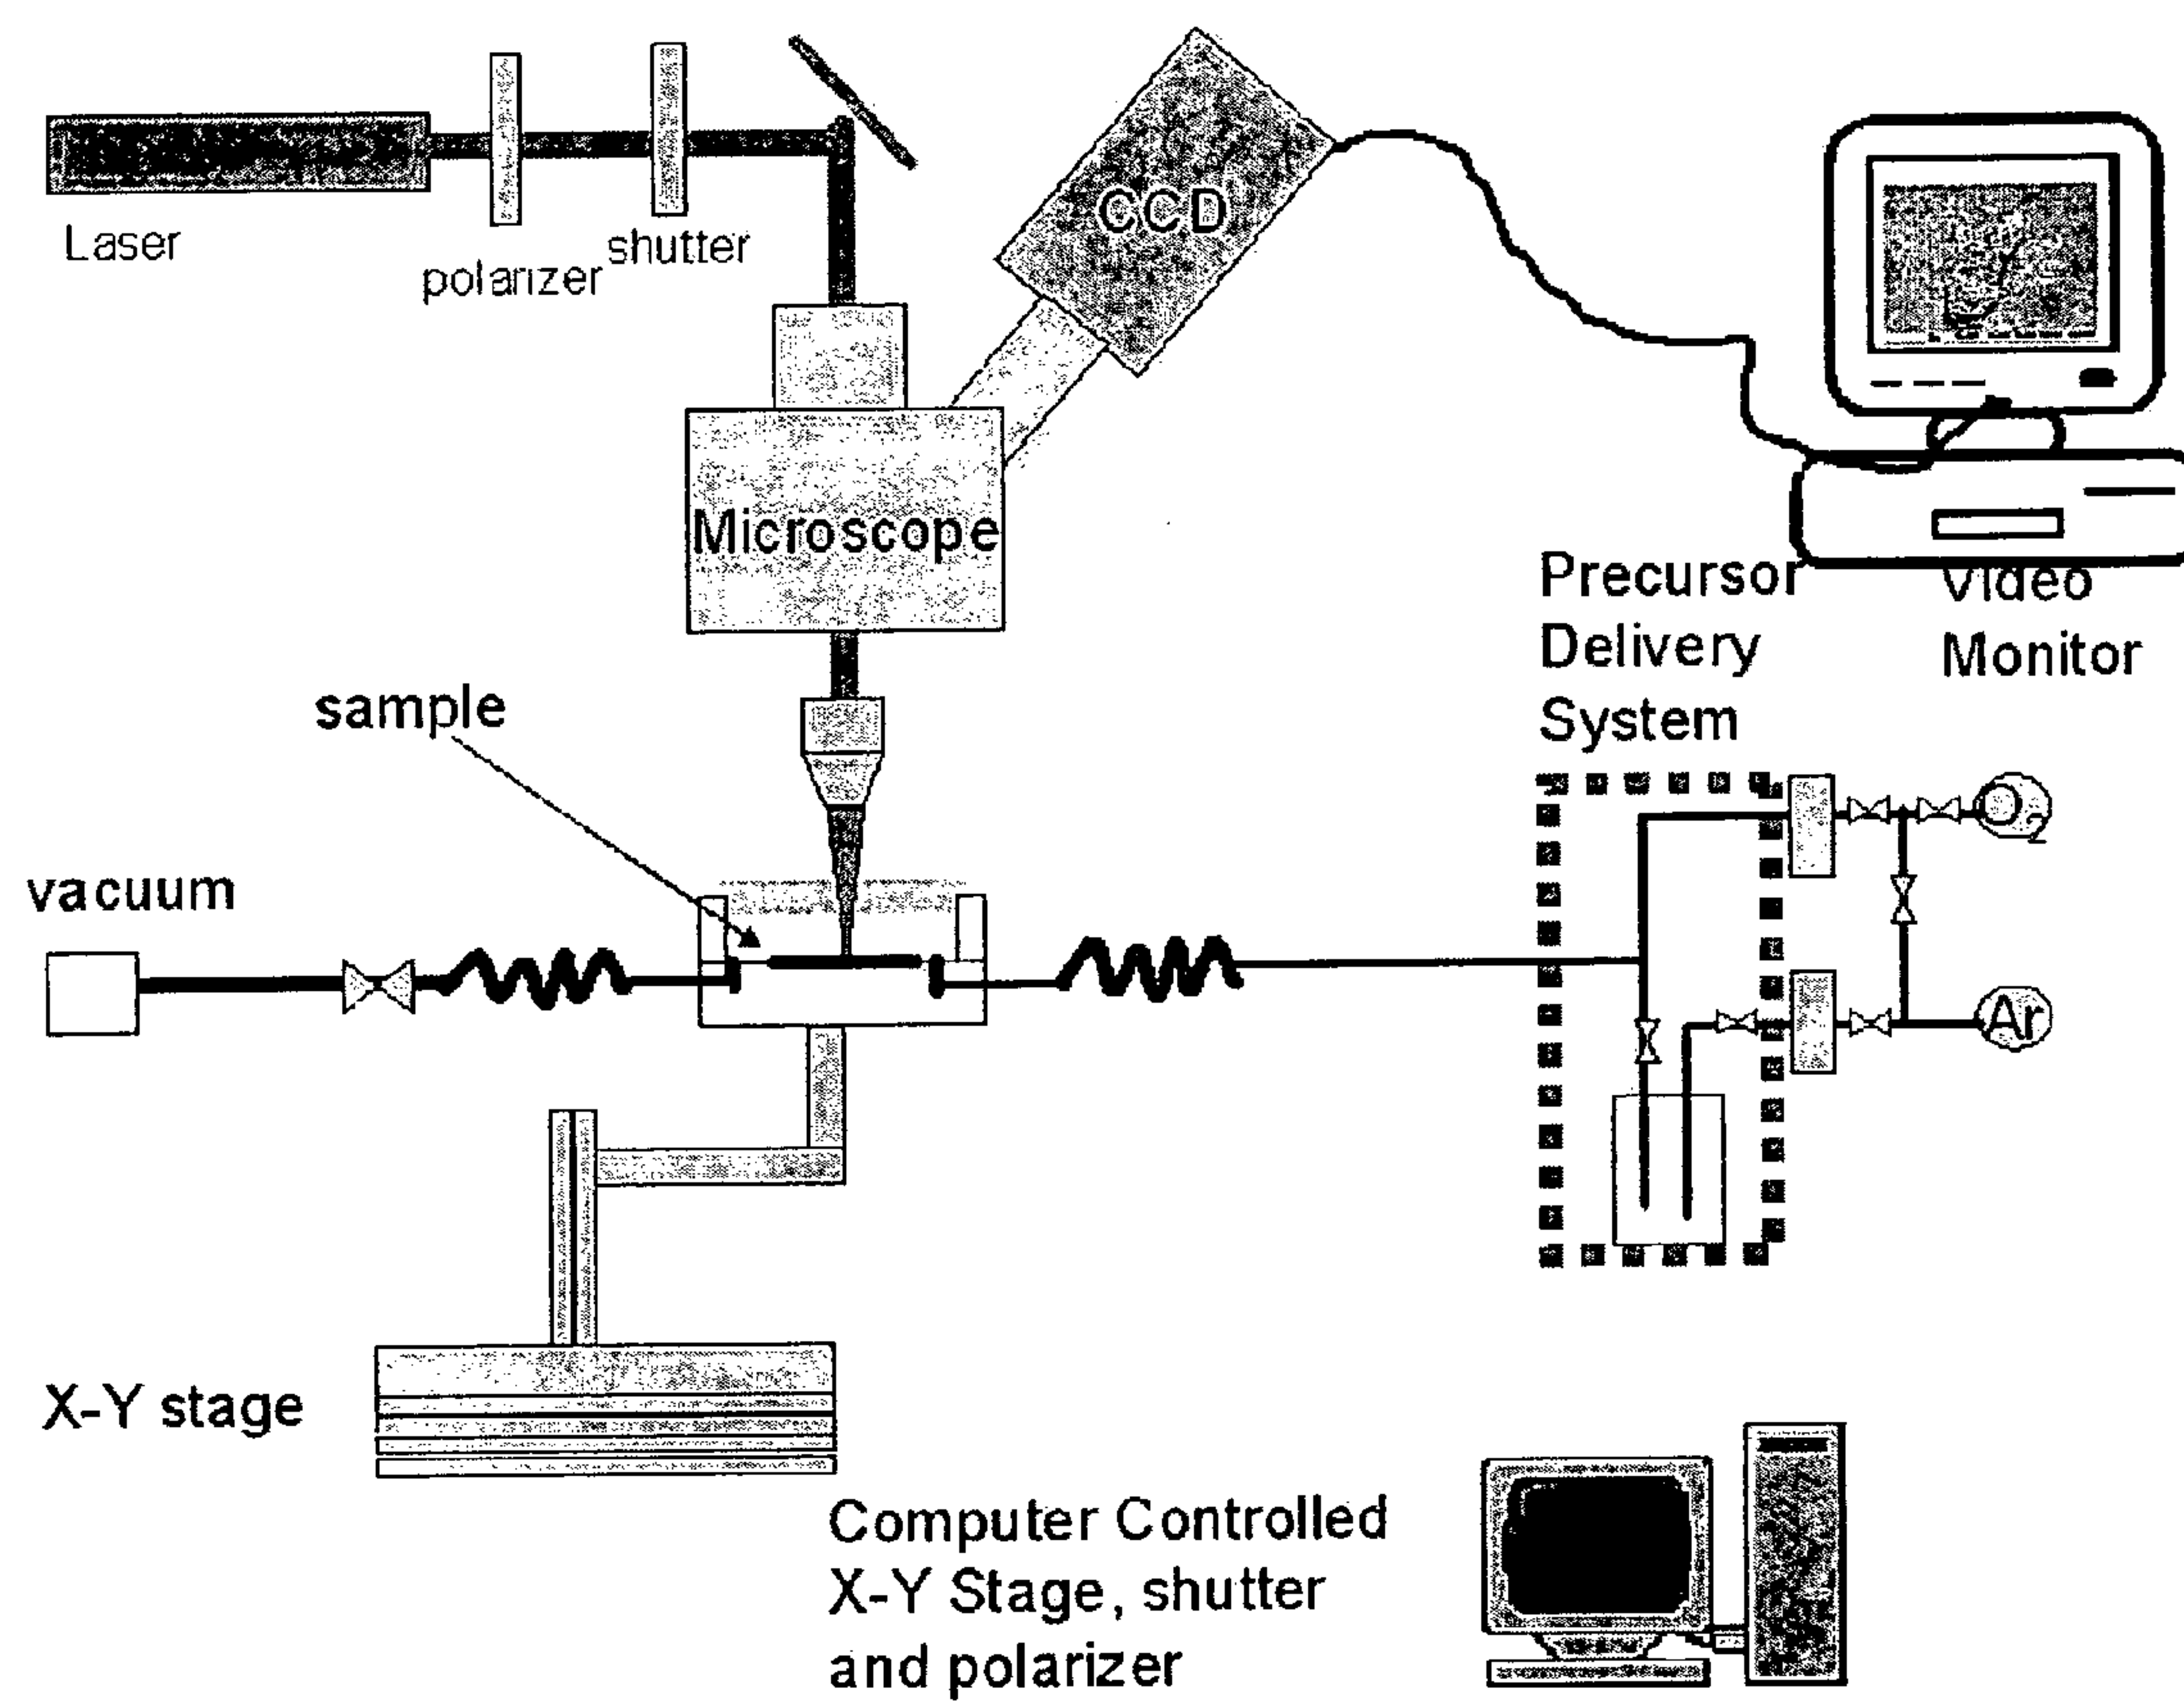 Laser
polarizer
shutter
CCD
Microscope
Precursor
Delivery
System
Video
Monitor
sample
vacuum
O2
Ar
X-Y stage
Computer Controlled
X-Y Stage, shutter
and polarizer